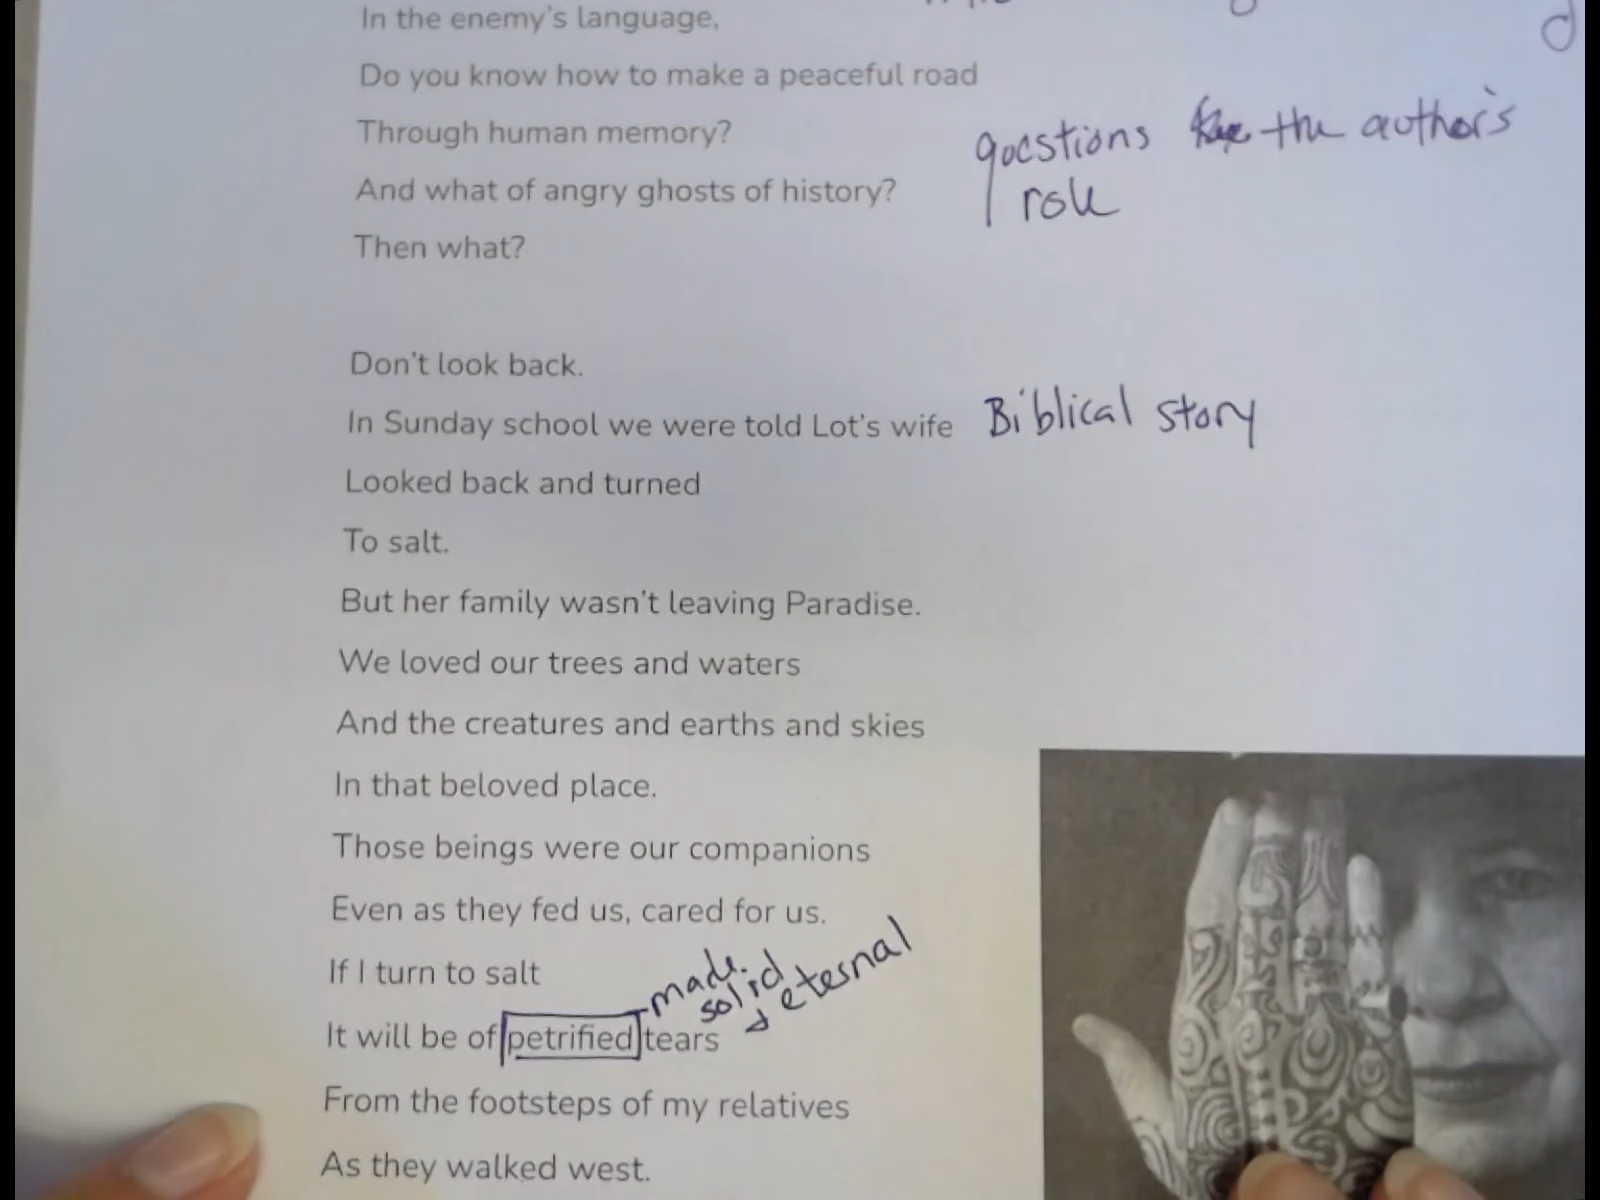 In the enemy's language,
Do you know how to make a peaceful road
Through human memory?
questions the author's
And what of angry ghosts of history?
role
Then what?
Don't look back.
In Sunday school we were told Lot's wife
Biblical story
Looked back and turned
To salt.
But her family wasn't leaving Paradise.
We loved our trees and waters
And the creatures and earths and skies
In that beloved place.
Those beings were our companions
Even as they fed us, cared for us.
If I turn to salt
made
solid
& eternal
It will be of petrified tears
From the footsteps of my relatives
As they walked west.